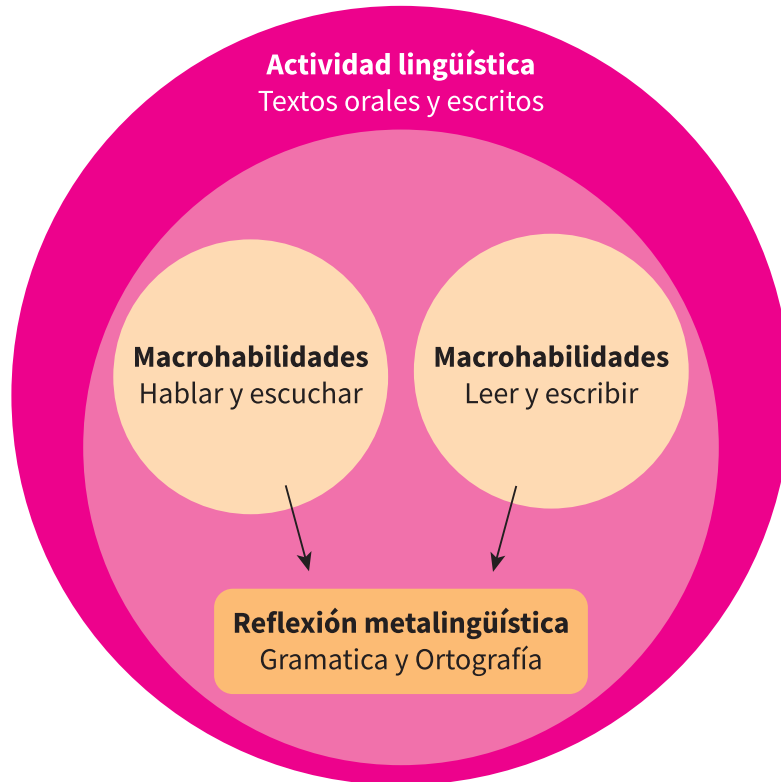 Actividad lingüística
Textos orales y escritos
Macrohabilidades
Hablar y escuchar
Macrohabilidades
Leer y escribir
Reflexión metalingüística
Gramatica y Ortografía